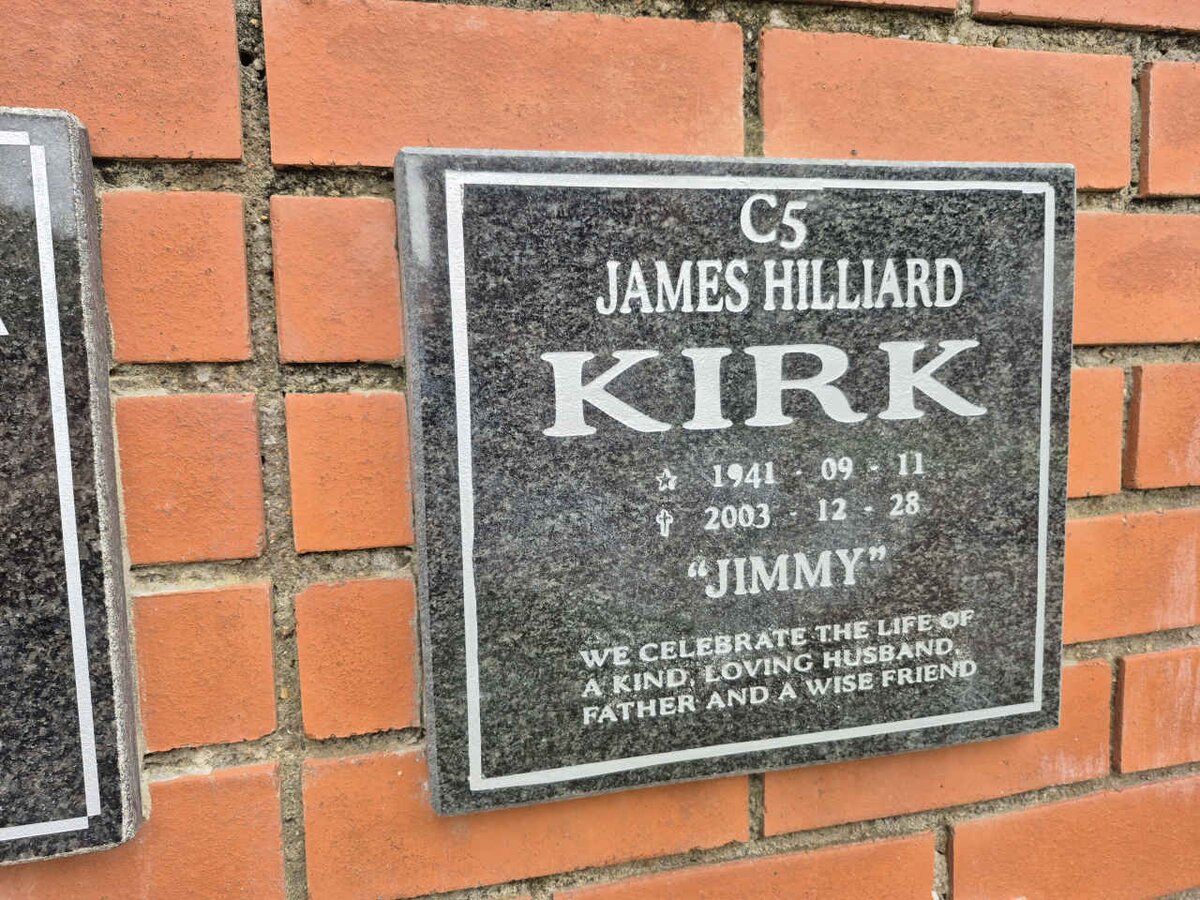 C5
JAMES HILLIARD
KIRK
1941 - 09 - 11
2003 - 12 - 28
“JIMMY”
WE CELEBRATE THE LIFE OF
A KIND, LOVING HUSBAND,
FATHER AND A WISE FRIEND